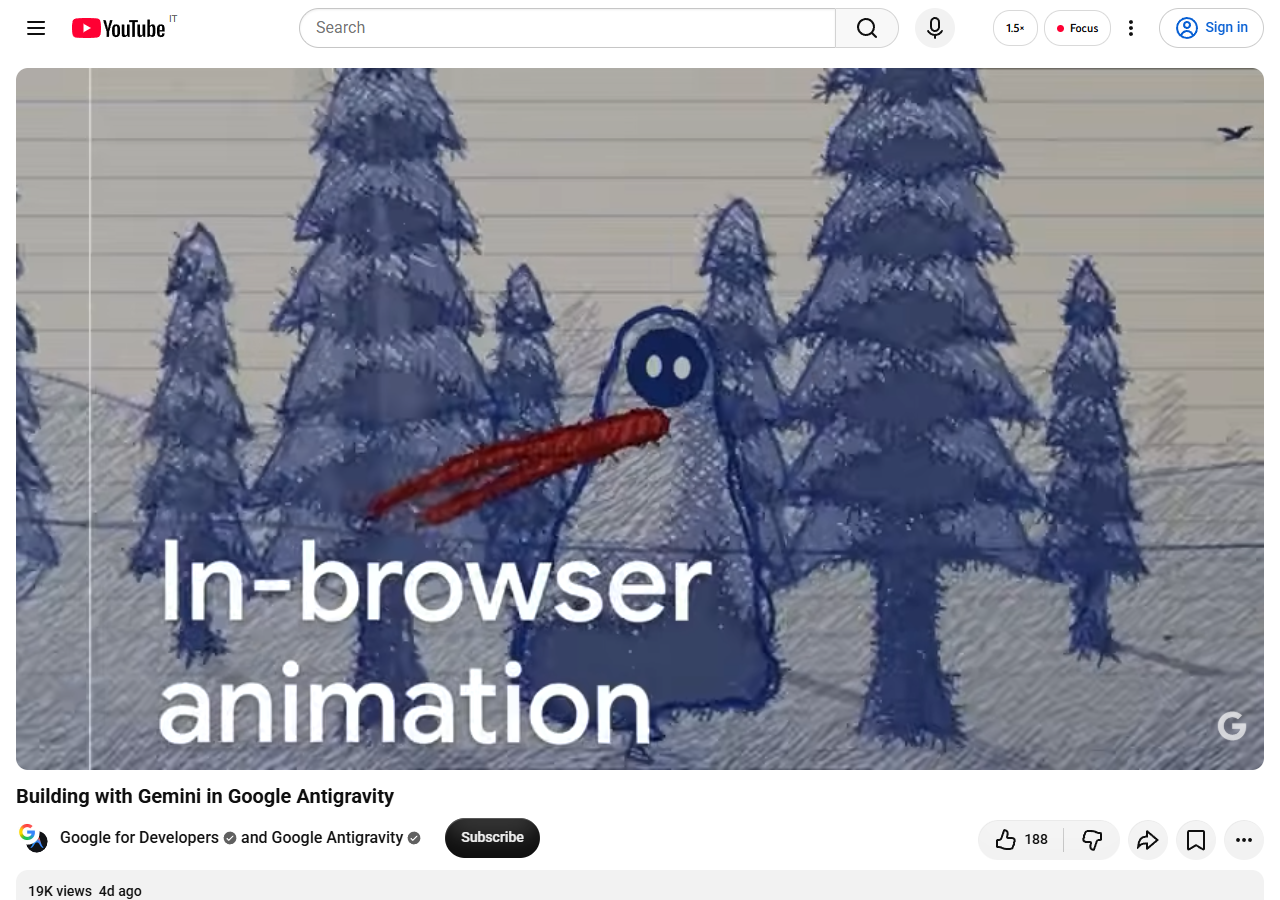 YouTube IT
Search
1.5×
Focus
Sign in
In-browser
animation
G
Building with Gemini in Google Antigravity
Google for Developers and Google Antigravity
Subscribe
188
19K views 4d ago